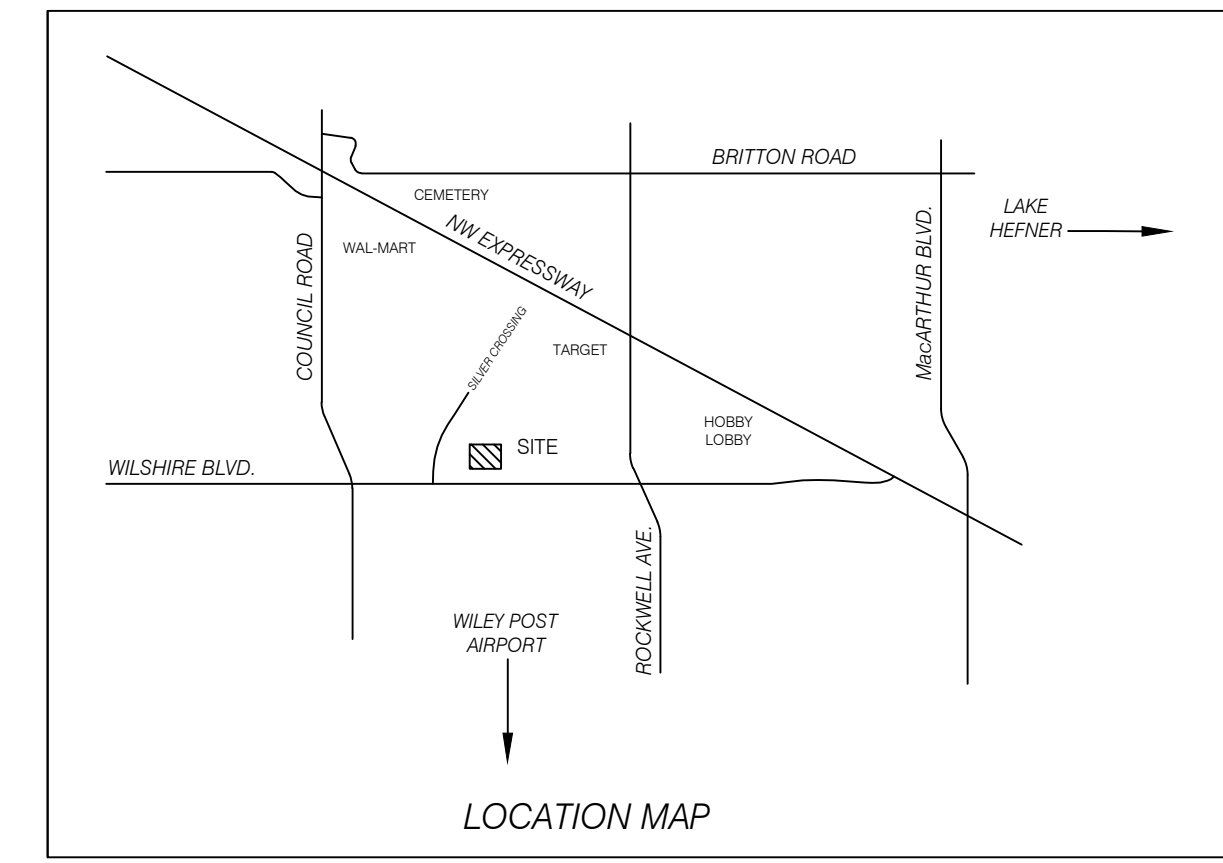 BRITTON ROAD
CEMETERY
LAKE
HEFNER
NW EXPRESSWAY
WAL-MART
COUNCIL ROAD
MacARTHUR BLVD.
SILVER CROSSING
TARGET
HOBBY
LOBBY
SITE
WILSHIRE BLVD.
ROCKWELL AVE.
WILEY POST
AIRPORT
LOCATION MAP